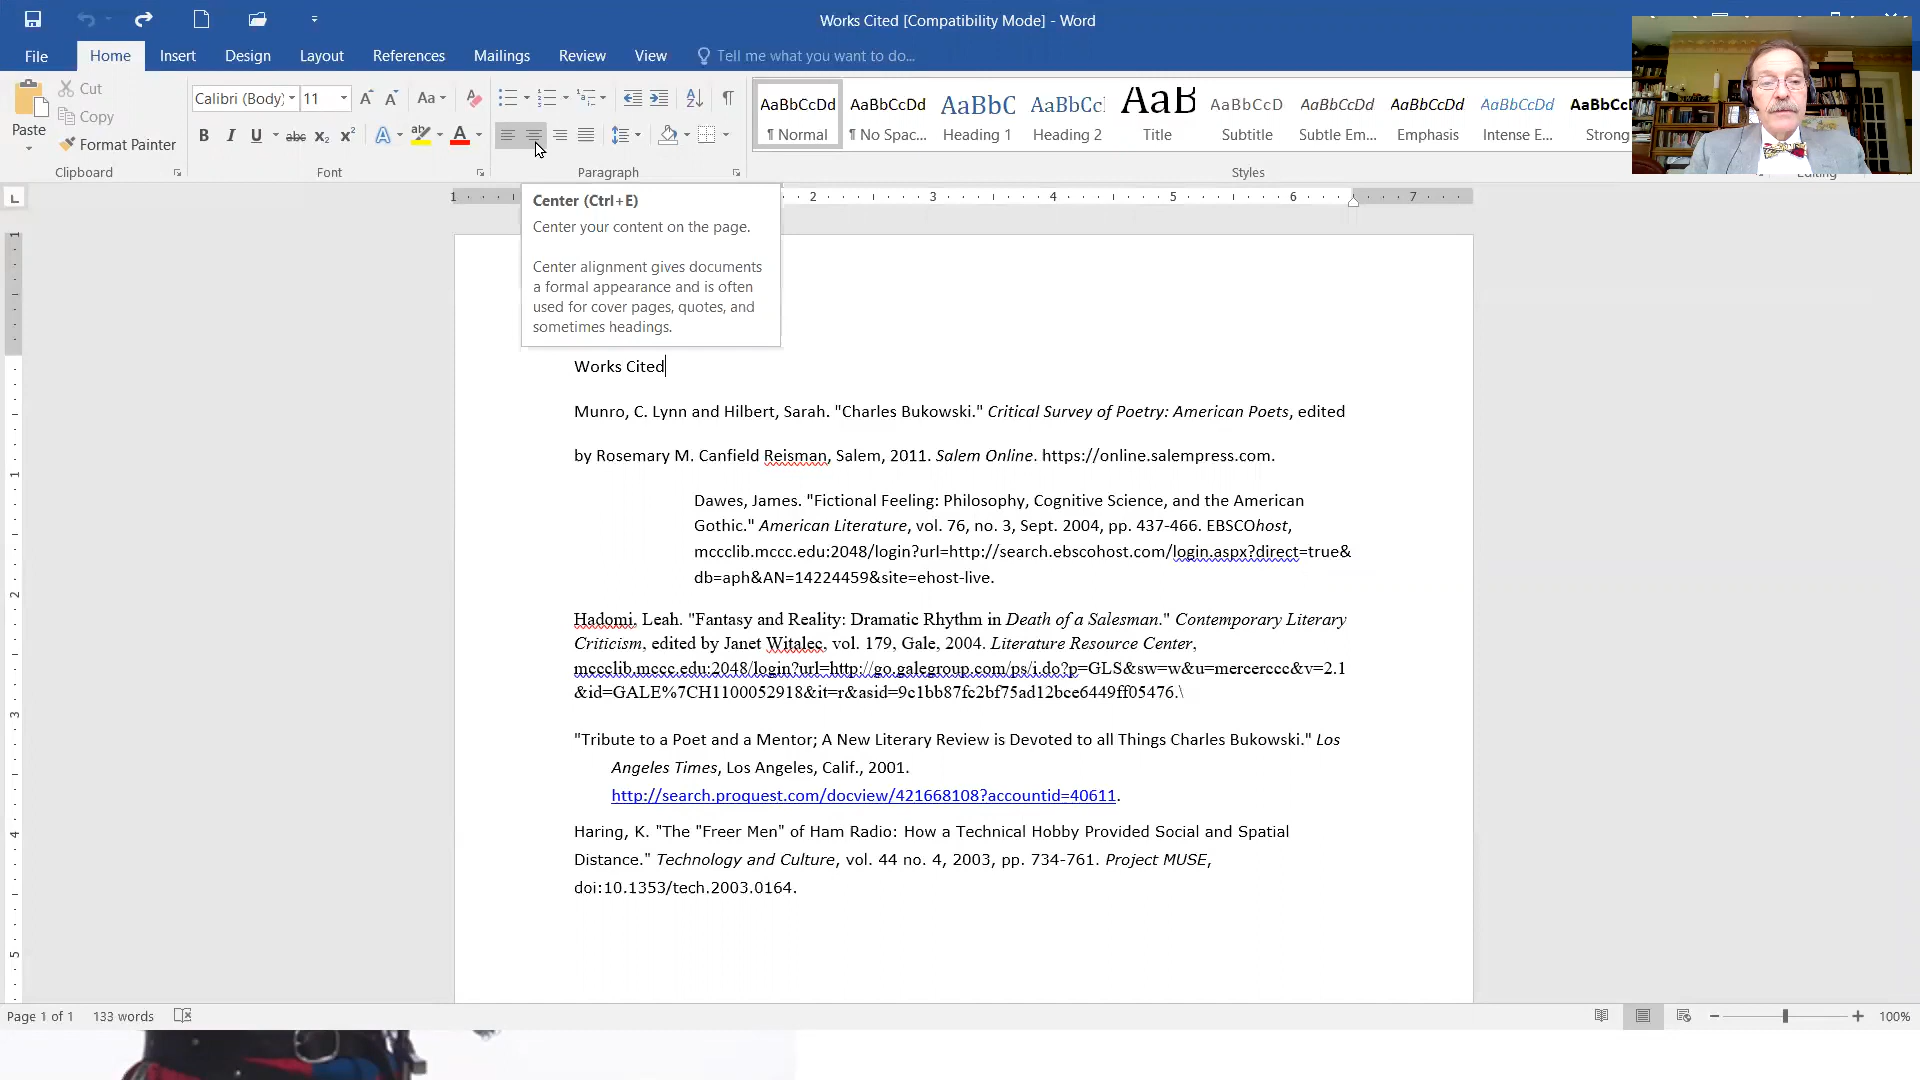 Works Cited [Compatibility Mode] - Word
File Home Insert Design Layout References Mailings Review View Tell me what you want to do...
Cut
Copy
Paste
Format Painter
Calibri (Body) 11
AaBbCcDd AaBbCcDd AaBbC AaBbCc AaB AaBbCcD AaBbCcDd AaBbCcDd AaBbCcDd AaBbCcDd
¶ Normal ¶ No Spac... Heading 1 Heading 2 Title Subtitle Subtle Em... Emphasis Intense E... Strong
Clipboard Font Paragraph Styles
1 2 3 4 5 6 7
Center (Ctrl+E)
Center your content on the page.
Center alignment gives documents
a formal appearance and is often
used for cover pages, quotes, and
sometimes headings.
Works Cited
Munro, C. Lynn and Hilbert, Sarah. "Charles Bukowski." Critical Survey of Poetry: American Poets, edited
by Rosemary M. Canfield Reisman, Salem, 2011. Salem Online. https://online.salempress.com.
Dawes, James. "Fictional Feeling: Philosophy, Cognitive Science, and the American
Gothic." American Literature, vol. 76, no. 3, Sept. 2004, pp. 437-466. EBSCOhost,
mccclib.mccc.edu:2048/login?url=http://search.ebscohost.com/login.aspx?direct=true&
db=aph&AN=14224459&site=ehost-live.
Hadomi, Leah. "Fantasy and Reality: Dramatic Rhythm in Death of a Salesman." Contemporary Literary
Criticism, edited by Janet Witalec, vol. 179, Gale, 2004. Literature Resource Center,
mccclib.mccc.edu:2048/login?url=http://go.galegroup.com/ps/i.do?p=GLS&sw=w&u=mercerccc&v=2.1
&id=GALE%7CH1100052918&it=r&asid=9c1bb87fc2bf75ad12bce6449ff05476.\
"Tribute to a Poet and a Mentor; A New Literary Review is Devoted to all Things Charles Bukowski." Los
Angeles Times, Los Angeles, Calif., 2001.
http://search.proquest.com/docview/421668108?accountid=40611.
Haring, K. "The "Freer Men" of Ham Radio: How a Technical Hobby Provided Social and Spatial
Distance." Technology and Culture, vol. 44 no. 4, 2003, pp. 734-761. Project MUSE,
doi:10.1353/tech.2003.0164.
Page 1 of 1 133 words 100%